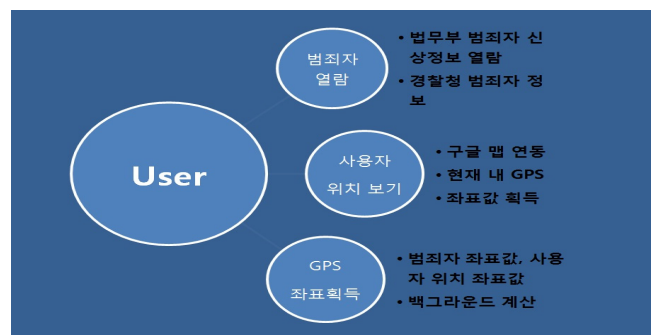 User
범죄자
열람
• 법무부 범죄자 신
상정보 열람
• 경찰청 범죄자 정
보
사용자
위치 보기
• 구글 맵 연동
• 현재 내 GPS
• 좌표값 획득
GPS
좌표획득
• 범죄자 좌표값, 사용
자 위치 좌표값
• 백그라운드 계산